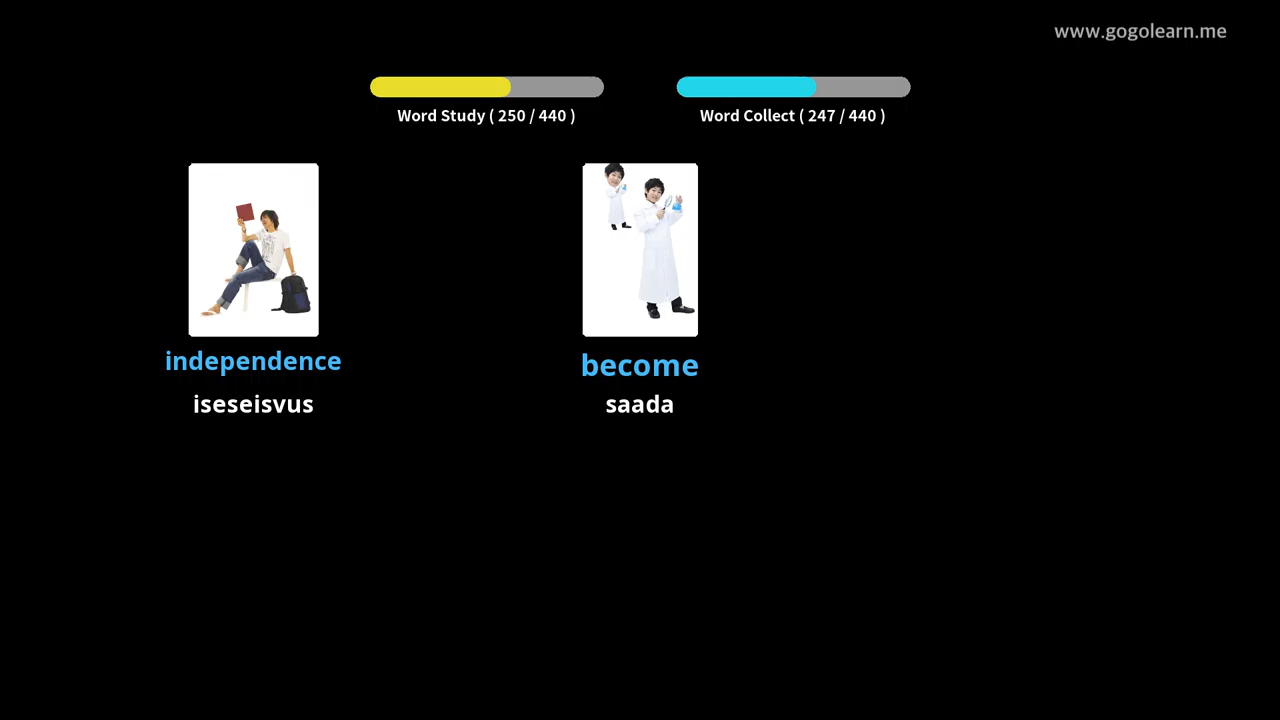 www.gogolearn.me
Word Study ( 250 / 440 )
Word Collect ( 247 / 440 )
independence
iseseisvus
become
saada